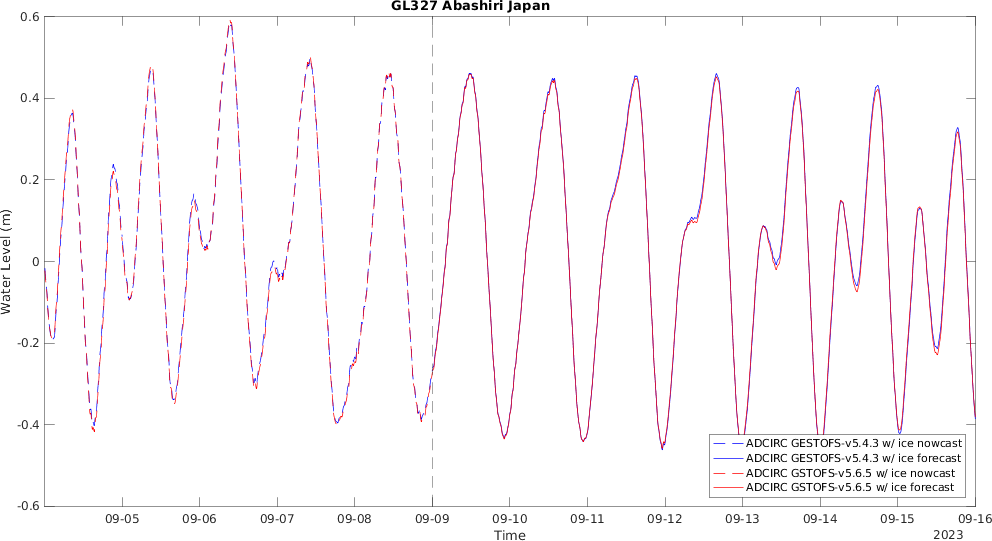 GL327 Abashiri Japan
0.6
0.4
0.2
0
-0.2
-0.4
-0.6
Water Level (m)
ADCIRC GESTOFS-v5.4.3 w/ ice nowcast
ADCIRC GESTOFS-v5.4.3 w/ ice forecast
ADCIRC GSTOFS-v5.6.5 w/ ice nowcast
ADCIRC GSTOFS-v5.6.5 w/ ice forecast
09-05 09-06 09-07 09-08 09-09 09-10 09-11 09-12 09-13 09-14 09-15 09-16
Time
2023